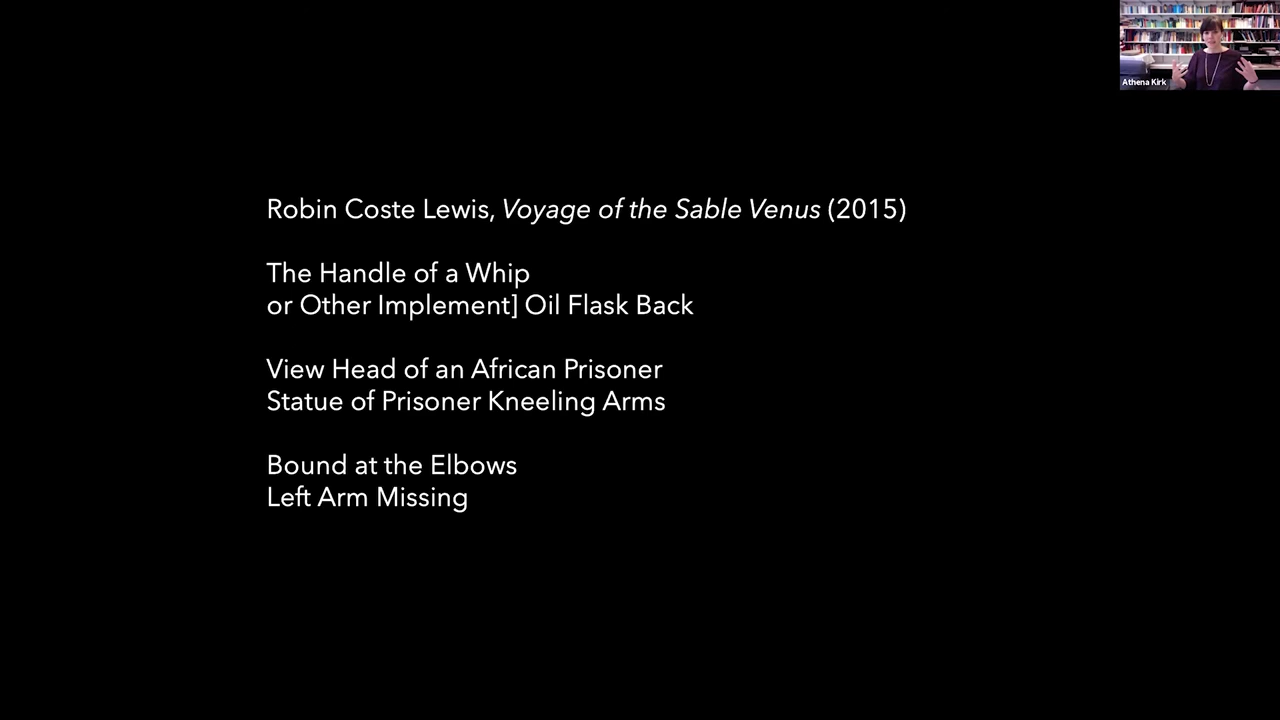 Athena Kirk
Robin Coste Lewis, Voyage of the Sable Venus (2015)
The Handle of a Whip
or Other Implement] Oil Flask Back
View Head of an African Prisoner
Statue of Prisoner Kneeling Arms
Bound at the Elbows
Left Arm Missing